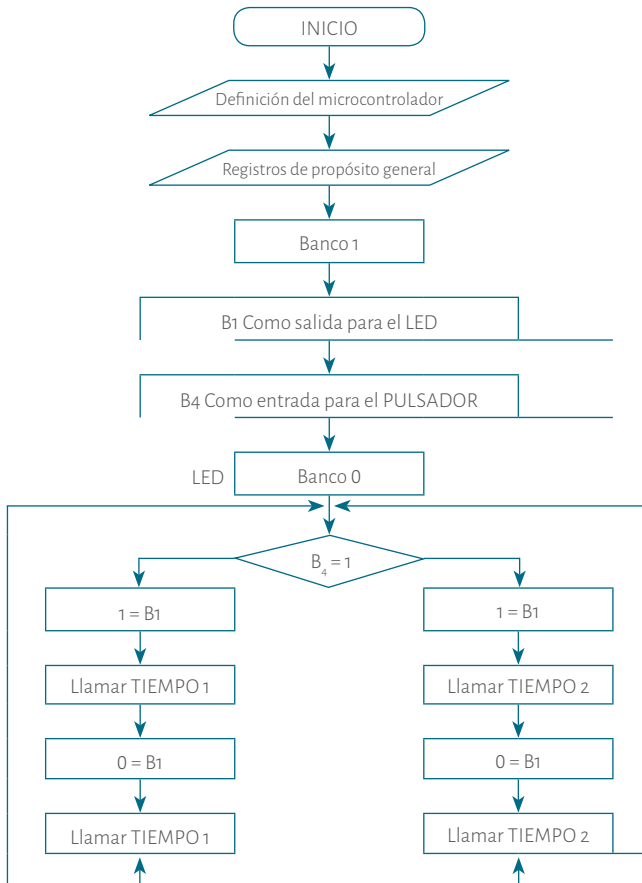 INICIO
Definición del microcontrolador
Registros de propósito general
Banco 1
B1 Como salida para el LED
B4 Como entrada para el PULSADOR
LED
Banco 0
B₄ = 1
1 = B1
1 = B1
Llamar TIEMPO 1
Llamar TIEMPO 2
0 = B1
0 = B1
Llamar TIEMPO 1
Llamar TIEMPO 2